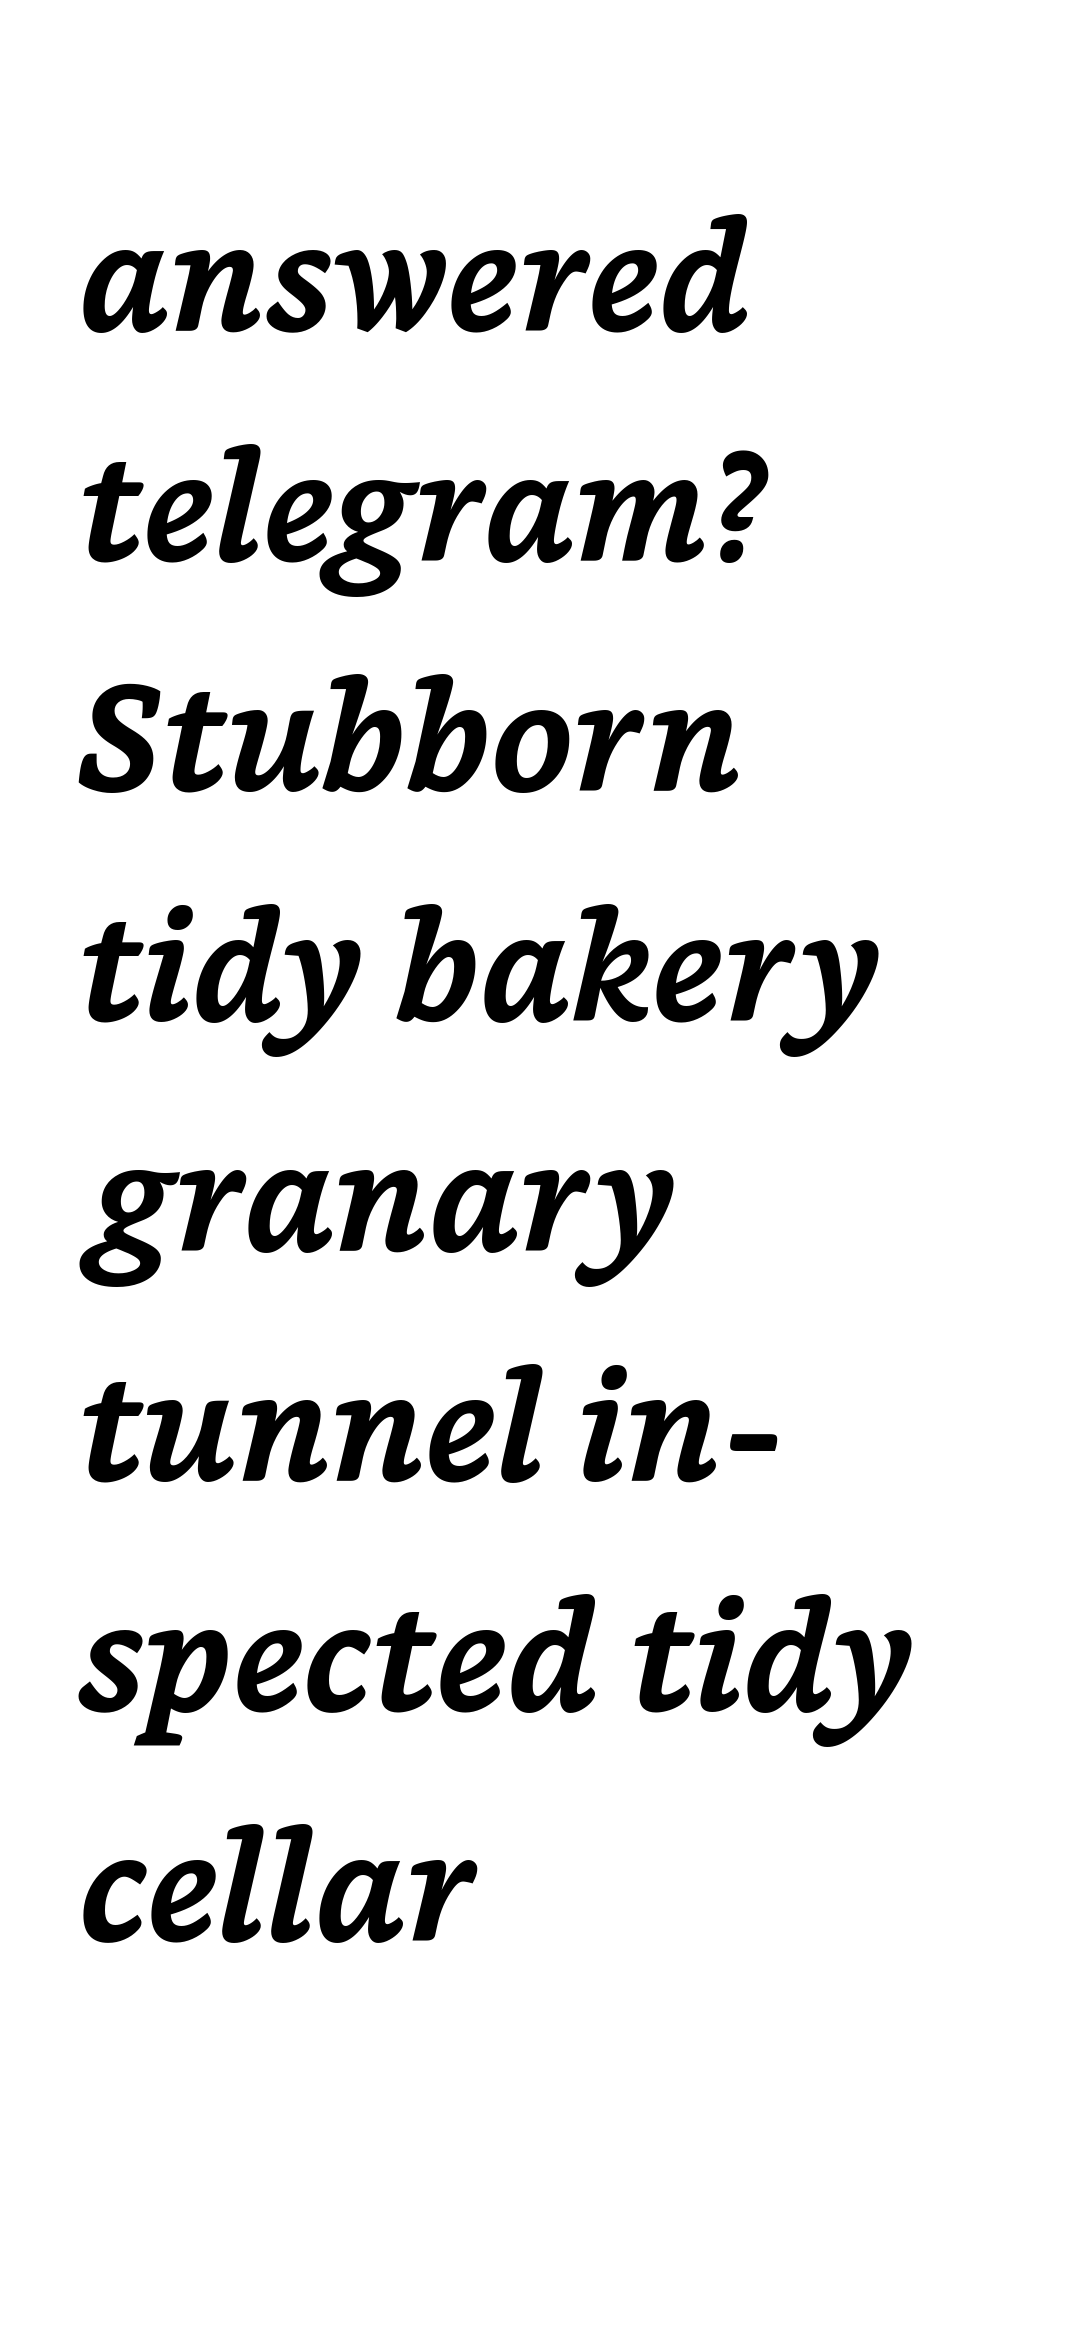 answered
telegram?
Stubborn
tidy bakery
granary
tunnel in-
spected tidy
cellar